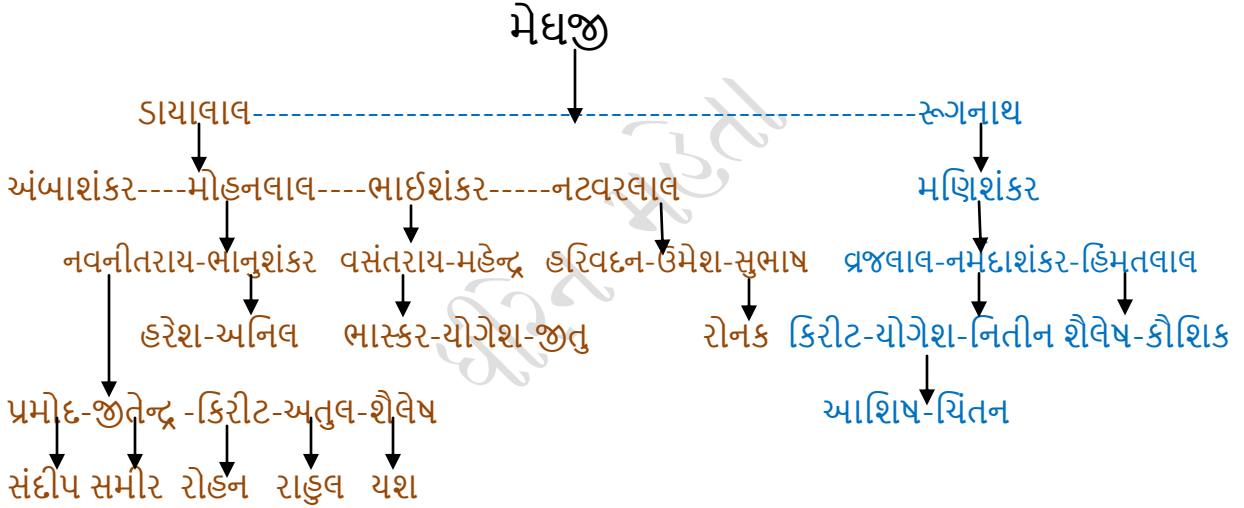 મેઘજી
ડાયાલાલ-------------------------------------------------રૂગનાથ
અંબાશંકર----મોહનલાલ----ભાઈશંકર-----નટવરલાલ મણિશંકર
નવનીતરાય-ભાનુશંકર વસંતરાય-મહેન્દ્ર હરિવદન-ઉમેશ-સુભાષ વ્રજલાલ-નર્મદાશંકર-હિંમતલાલ
હરેશ-અનિલ ભાસ્કર-યોગેશ-જીતુ રોનક કિરીટ-યોગેશ-નિતીન શૈલેષ-કૌશિક
પ્રમોદ-જીતેન્દ્ર -કિરીટ-અતુલ-શૈલેષ આશિષ-ચિંતન
સંદીપ સમીર રોહન રાહુલ યશ
ધીરેન મહેતા